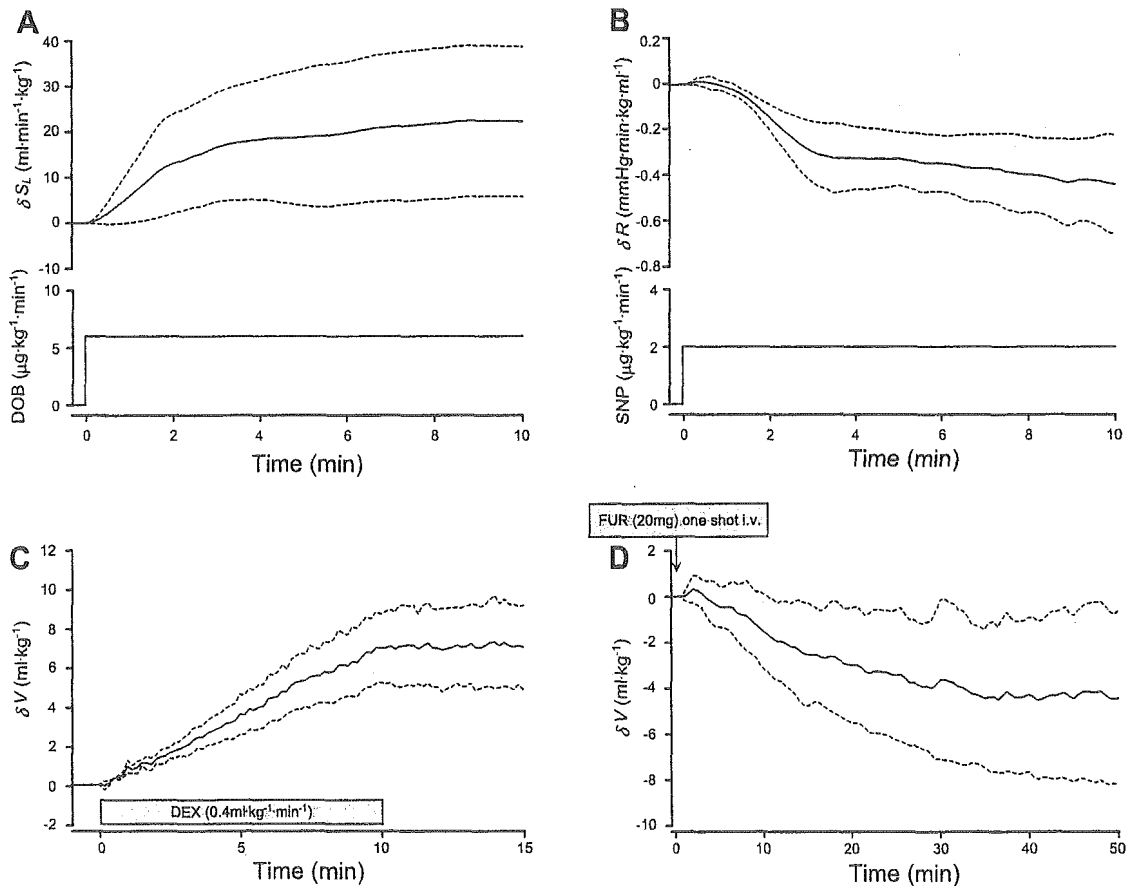 A
40
30
20
10
0
-10
δS_L (ml·min⁻¹·kg⁻¹)
10
5
0
DOB (µg·kg⁻¹·min⁻¹)
0 2 4 6 8 10
Time (min)
B
0.2
0
-0.2
-0.4
-0.6
-0.8
δR (mmHg·min·kg·ml⁻¹)
4
2
0
SNP (µg·kg⁻¹·min⁻¹)
0 2 4 6 8 10
Time (min)
C
12
10
8
6
4
2
0
-2
δV (ml·kg⁻¹)
DEX (0.4ml·kg⁻¹·min⁻¹)
0 5 10 15
Time (min)
FUR (20mg) one shot i.v.
D
2
0
-2
-4
-6
-8
-10
δV (ml·kg⁻¹)
0 10 20 30 40 50
Time (min)